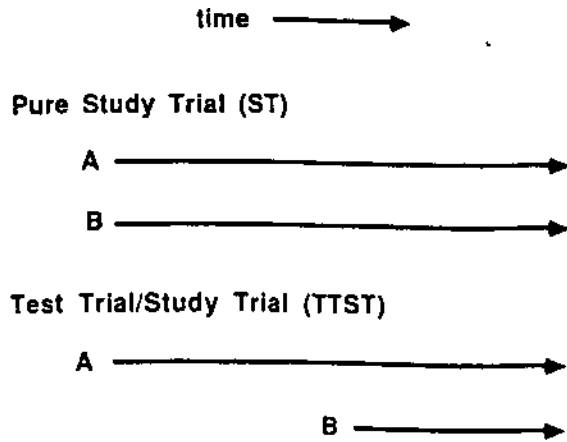 time
Pure Study Trial (ST)
A
B
Test Trial/Study Trial (TTST)
A
B